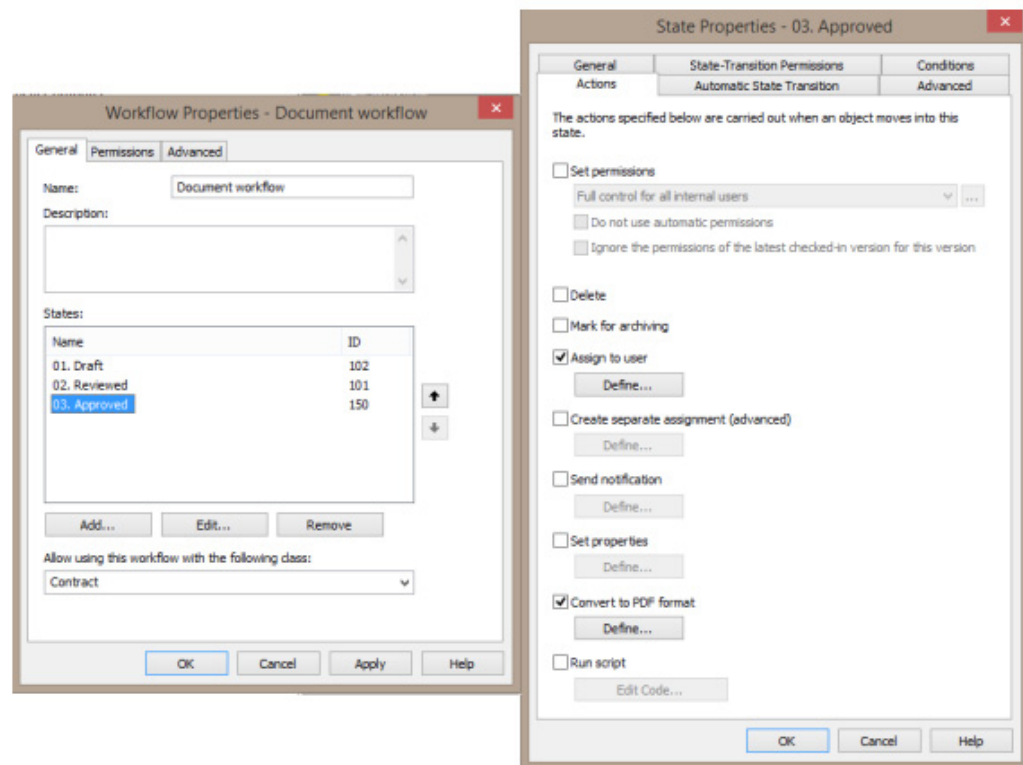 Workflow Properties - Document workflow
General Permissions Advanced
Name: Document workflow
Description:
States:
Name ID
01. Draft 102
02. Reviewed 101
03. Approved 150
Add... Edit... Remove
Allow using this workflow with the following class:
Contract
OK Cancel Apply Help
State Properties - 03. Approved
General State-Transition Permissions Conditions
Actions Automatic State Transition Advanced
The actions specified below are carried out when an object moves into this
state.
Set permissions
Full control for all internal users ...
Do not use automatic permissions
Ignore the permissions of the latest checked-in version for this version
Delete
Mark for archiving
Assign to user
Define...
Create separate assignment (advanced)
Define...
Send notification
Define...
Set properties
Define...
Convert to PDF format
Define...
Run script
Edit Code...
OK Cancel Help